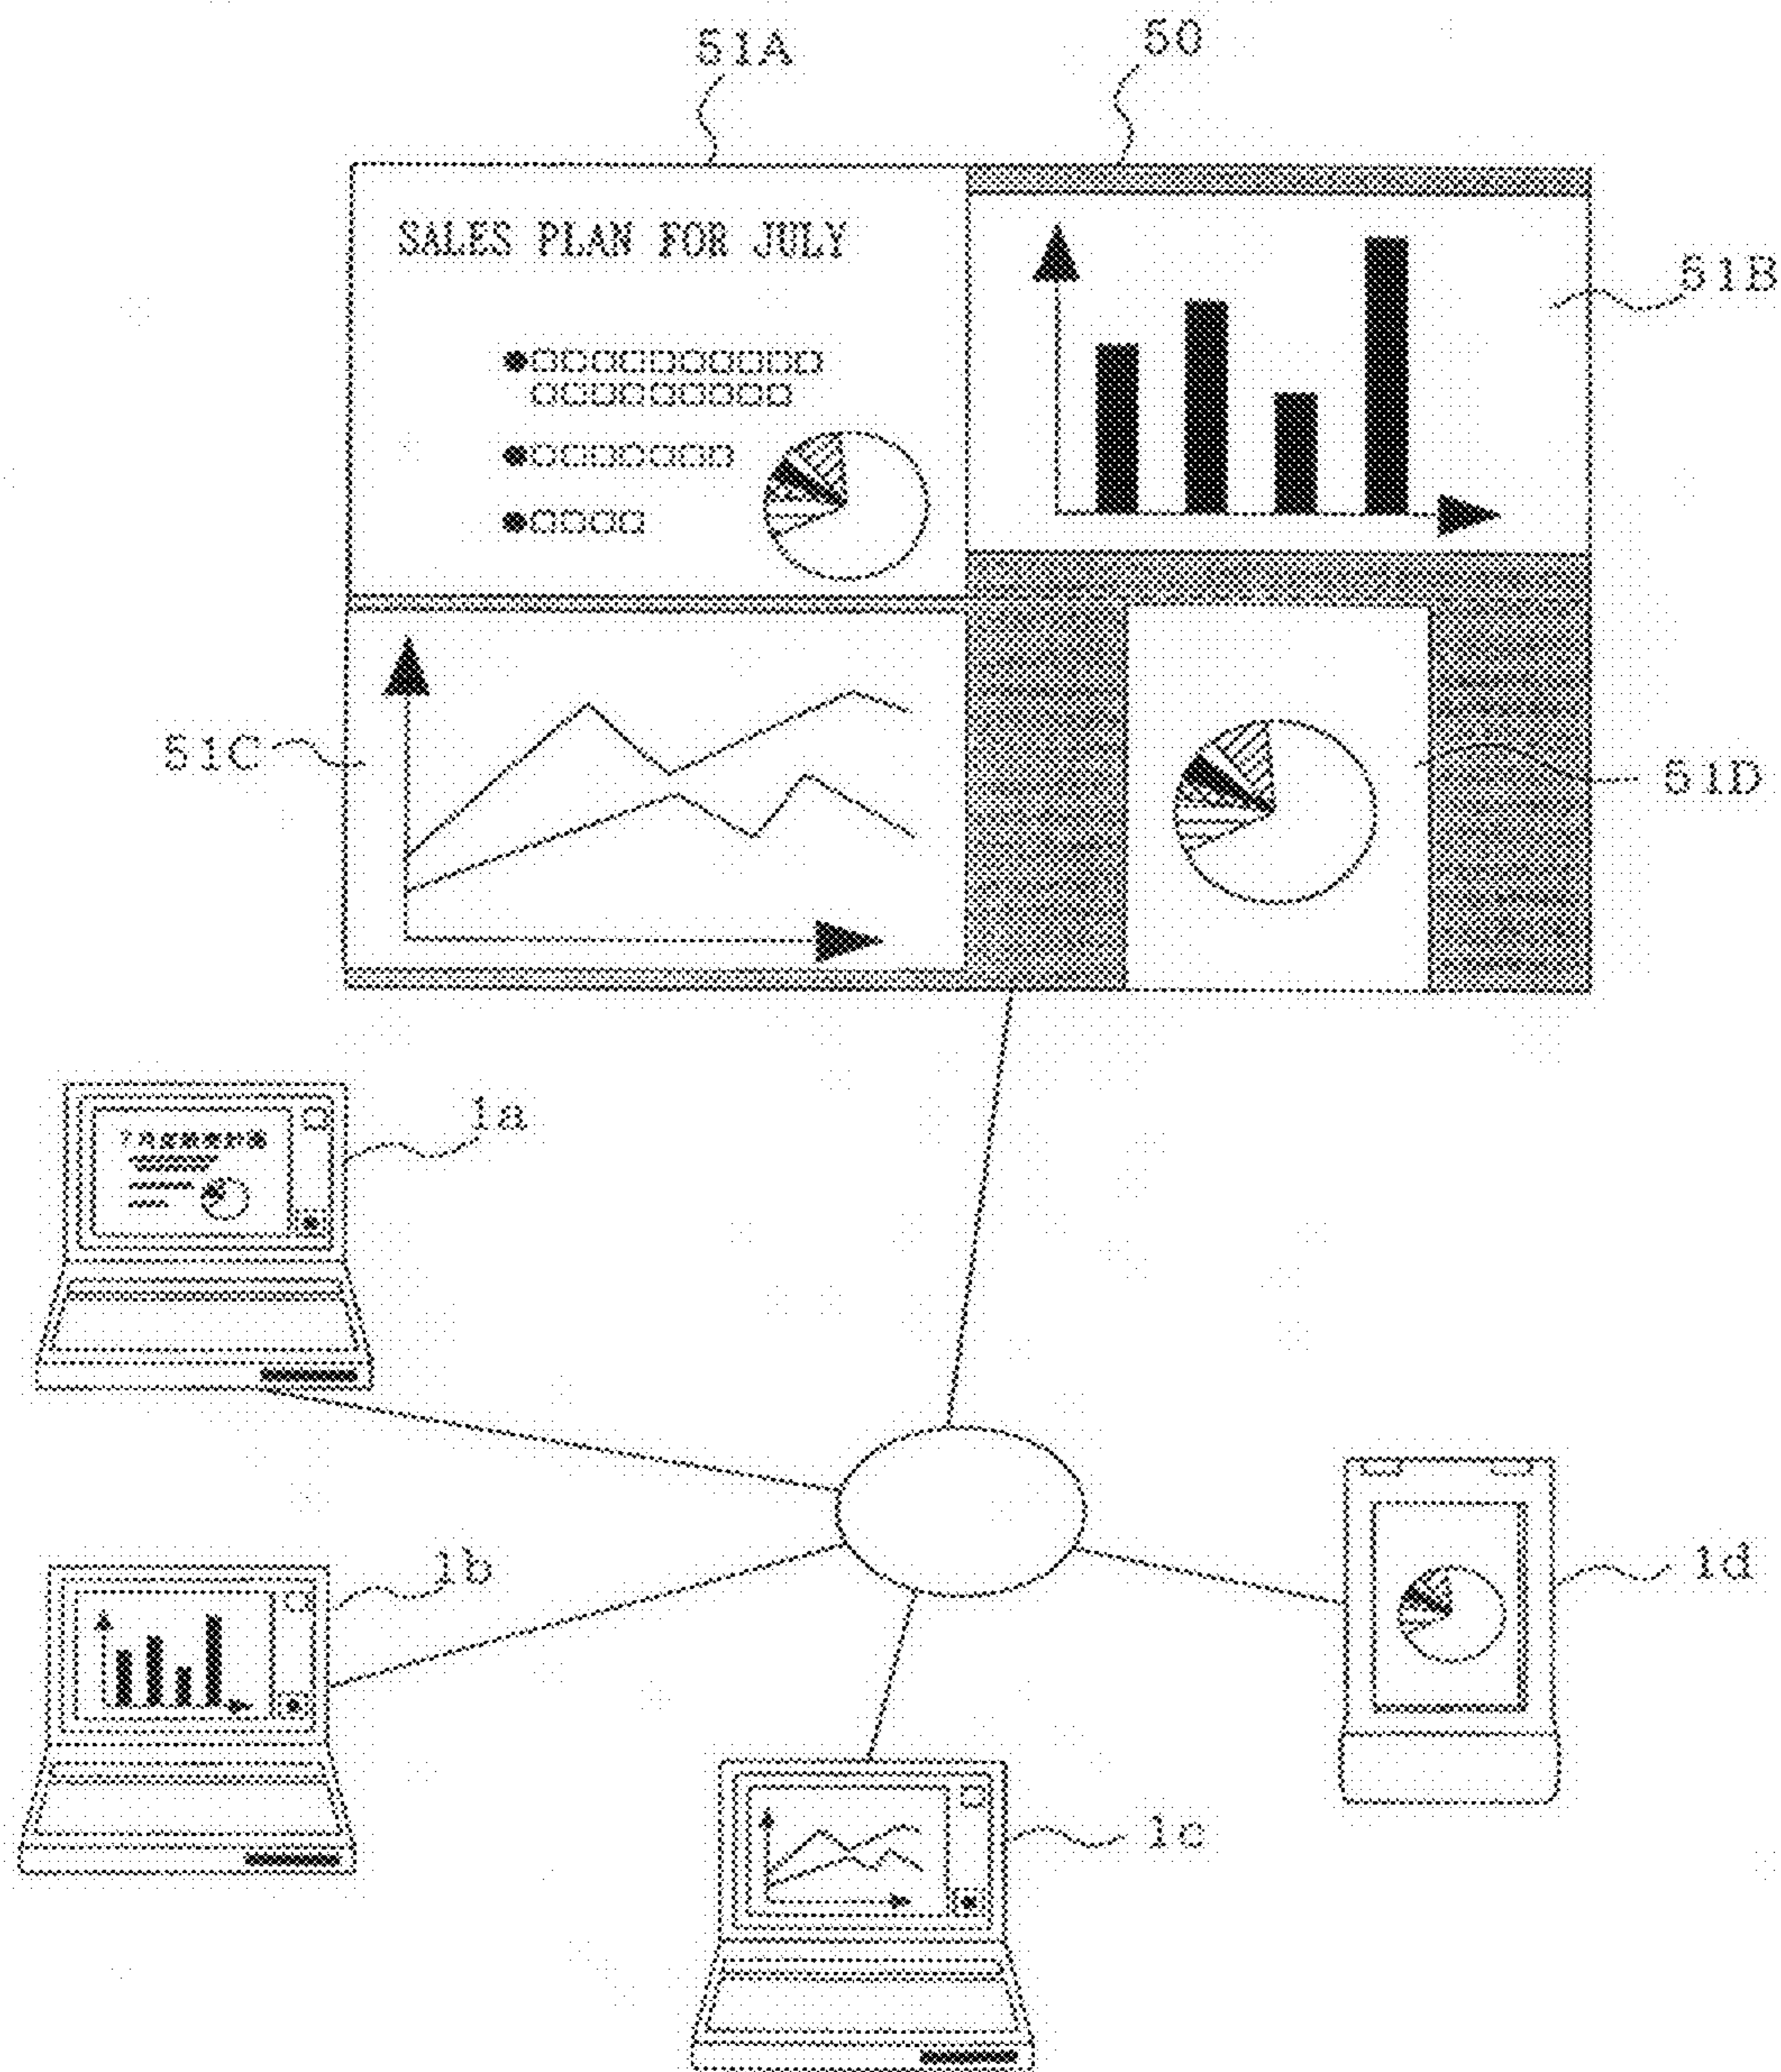 51A
50
SALES PLAN FOR JULY
51B
●□□□□□□□□□□
□□□□□□□□□
●□□□□□□□
●□□□□
51C
51D
1a
1b
1d
1c